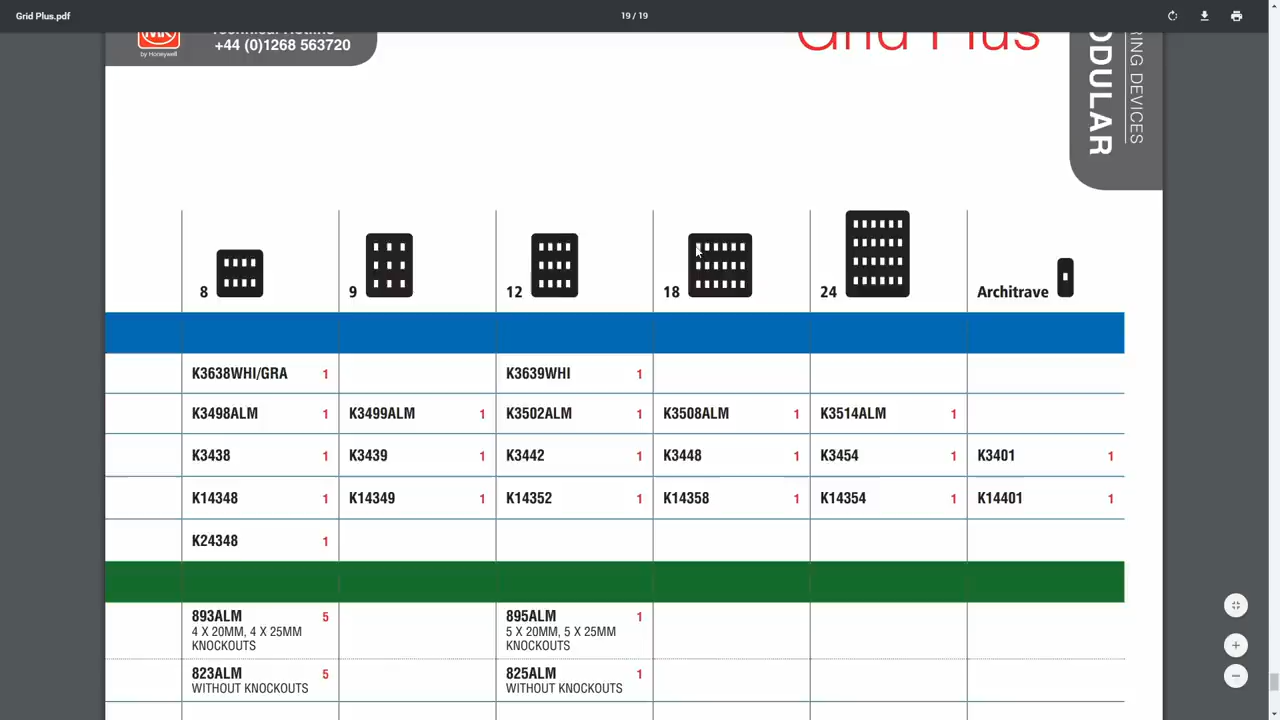 Grid Plus.pdf
19 / 19
MK
by Honeywell
Technical Hotline
+44 (0)1268 563720
Grid Plus
RING DEVICES
ODULAR
8
9
12
18
24
Architrave
K3638WHI/GRA 1
K3639WHI 1
K3498ALM 1
K3499ALM 1
K3502ALM 1
K3508ALM 1
K3514ALM 1
K3438 1
K3439 1
K3442 1
K3448 1
K3454 1
K3401 1
K14348 1
K14349 1
K14352 1
K14358 1
K14354 1
K14401 1
K24348 1
893ALM 5
4 X 20MM, 4 X 25MM
KNOCKOUTS
895ALM 1
5 X 20MM, 5 X 25MM
KNOCKOUTS
823ALM 5
WITHOUT KNOCKOUTS
825ALM 1
WITHOUT KNOCKOUTS